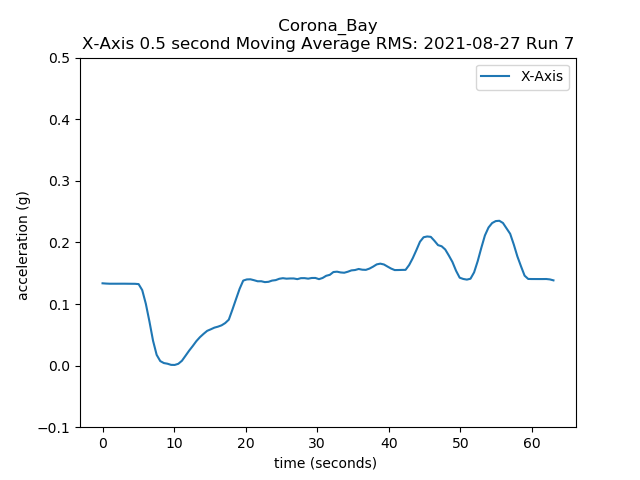 Corona_Bay
X-Axis 0.5 second Moving Average RMS: 2021-08-27 Run 7
X-Axis
acceleration (g)
0.5
0.4
0.3
0.2
0.1
0.0
−0.1
0 10 20 30 40 50 60
time (seconds)